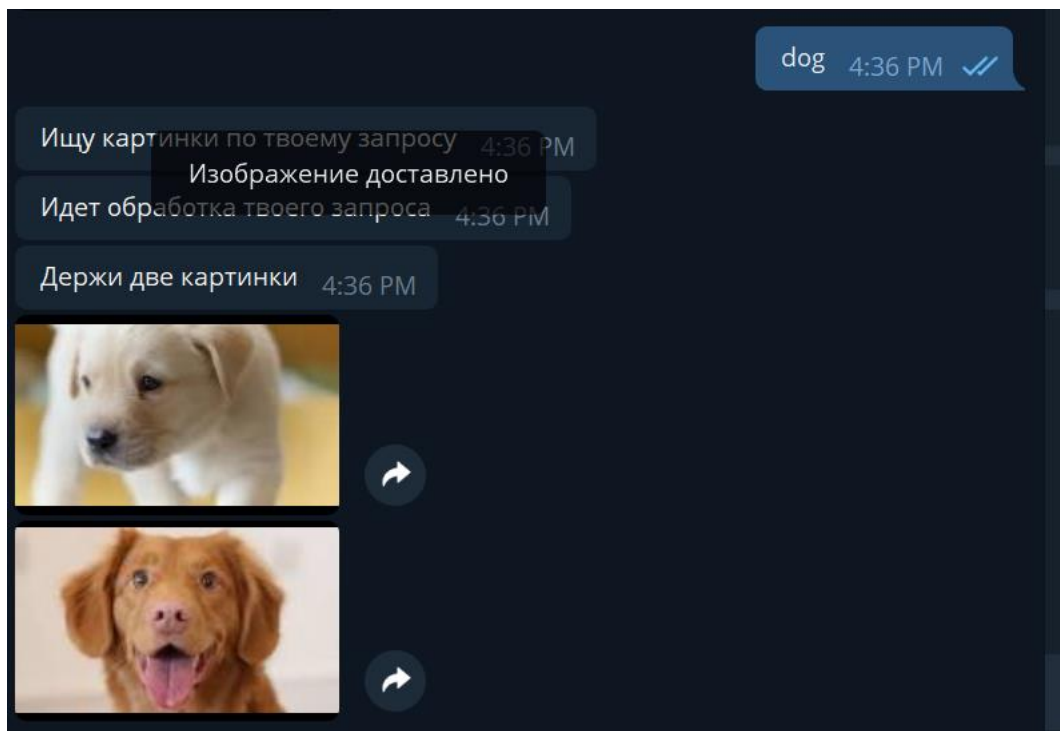 dog 4:36 PM
Ищу картинки по твоему запросу 4:36 PM
Изображение доставлено
Идет обработка твоего запроса 4:36 PM
Держи две картинки 4:36 PM